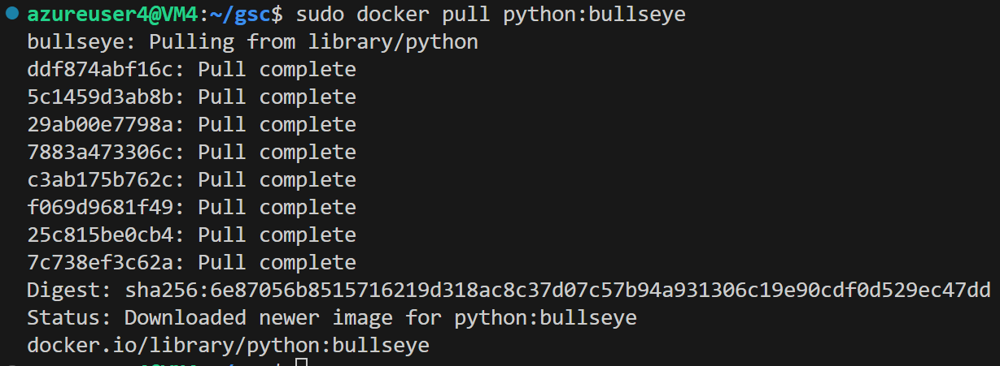 azureuser4@VM4:~/gsc$ sudo docker pull python:bullseye
bullseye: Pulling from library/python
ddf874abf16c: Pull complete
5c1459d3ab8b: Pull complete
29ab00e7798a: Pull complete
7883a473306c: Pull complete
c3ab175b762c: Pull complete
f069d9681f49: Pull complete
25c815be0cb4: Pull complete
7c738ef3c62a: Pull complete
Digest: sha256:6e87056b8515716219d318ac8c37d07c57b94a931306c19e90cdf0d529ec47dd
Status: Downloaded newer image for python:bullseye
docker.io/library/python:bullseye